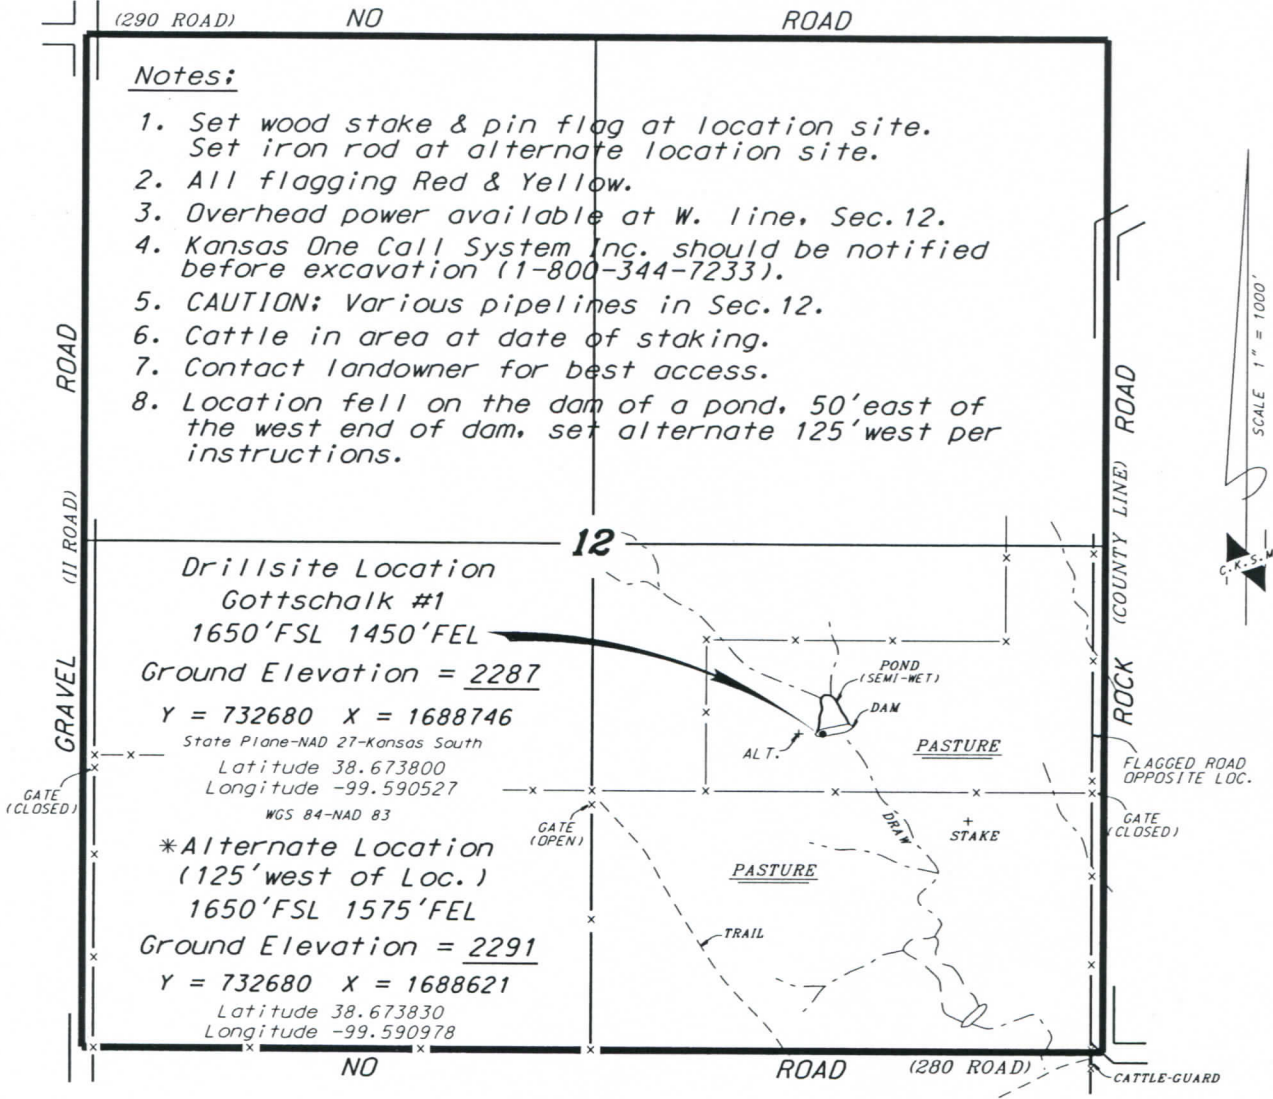 (290 ROAD) NO ROAD
Notes:
1. Set wood stake & pin flag at location site.
Set iron rod at alternate location site.
2. All flagging Red & Yellow.
3. Overhead power available at W. line, Sec.12.
4. Kansas One Call System Inc. should be notified
before excavation (1-800-344-7233).
5. CAUTION: Various pipelines in Sec.12.
6. Cattle in area at date of staking.
7. Contact landowner for best access.
8. Location fell on the dam of a pond, 50'east of
the west end of dam, set alternate 125'west per
instructions.
GRAVEL (11 ROAD) ROAD
ROCK (COUNTY LINE) ROAD
SCALE 1" = 1000'
C.K.S.M
12
Drillsite Location
Gottschalk #1
1650'FSL 1450'FEL
Ground Elevation = 2287
Y = 732680 X = 1688746
State Plane-NAD 27-Kansas South
Latitude 38.673800
Longitude -99.590527
WGS 84-NAD 83
*Alternate Location
(125'west of Loc.)
1650'FSL 1575'FEL
Ground Elevation = 2291
Y = 732680 X = 1688621
Latitude 38.673830
Longitude -99.590978
GATE
(CLOSED)
POND
(SEMI-WET)
DAM
ALT.
PASTURE
FLAGGED ROAD
OPPOSITE LOC.
GATE
(OPEN)
DRAW
STAKE
GATE
(CLOSED)
PASTURE
TRAIL
NO ROAD (280 ROAD)
CATTLE-GUARD